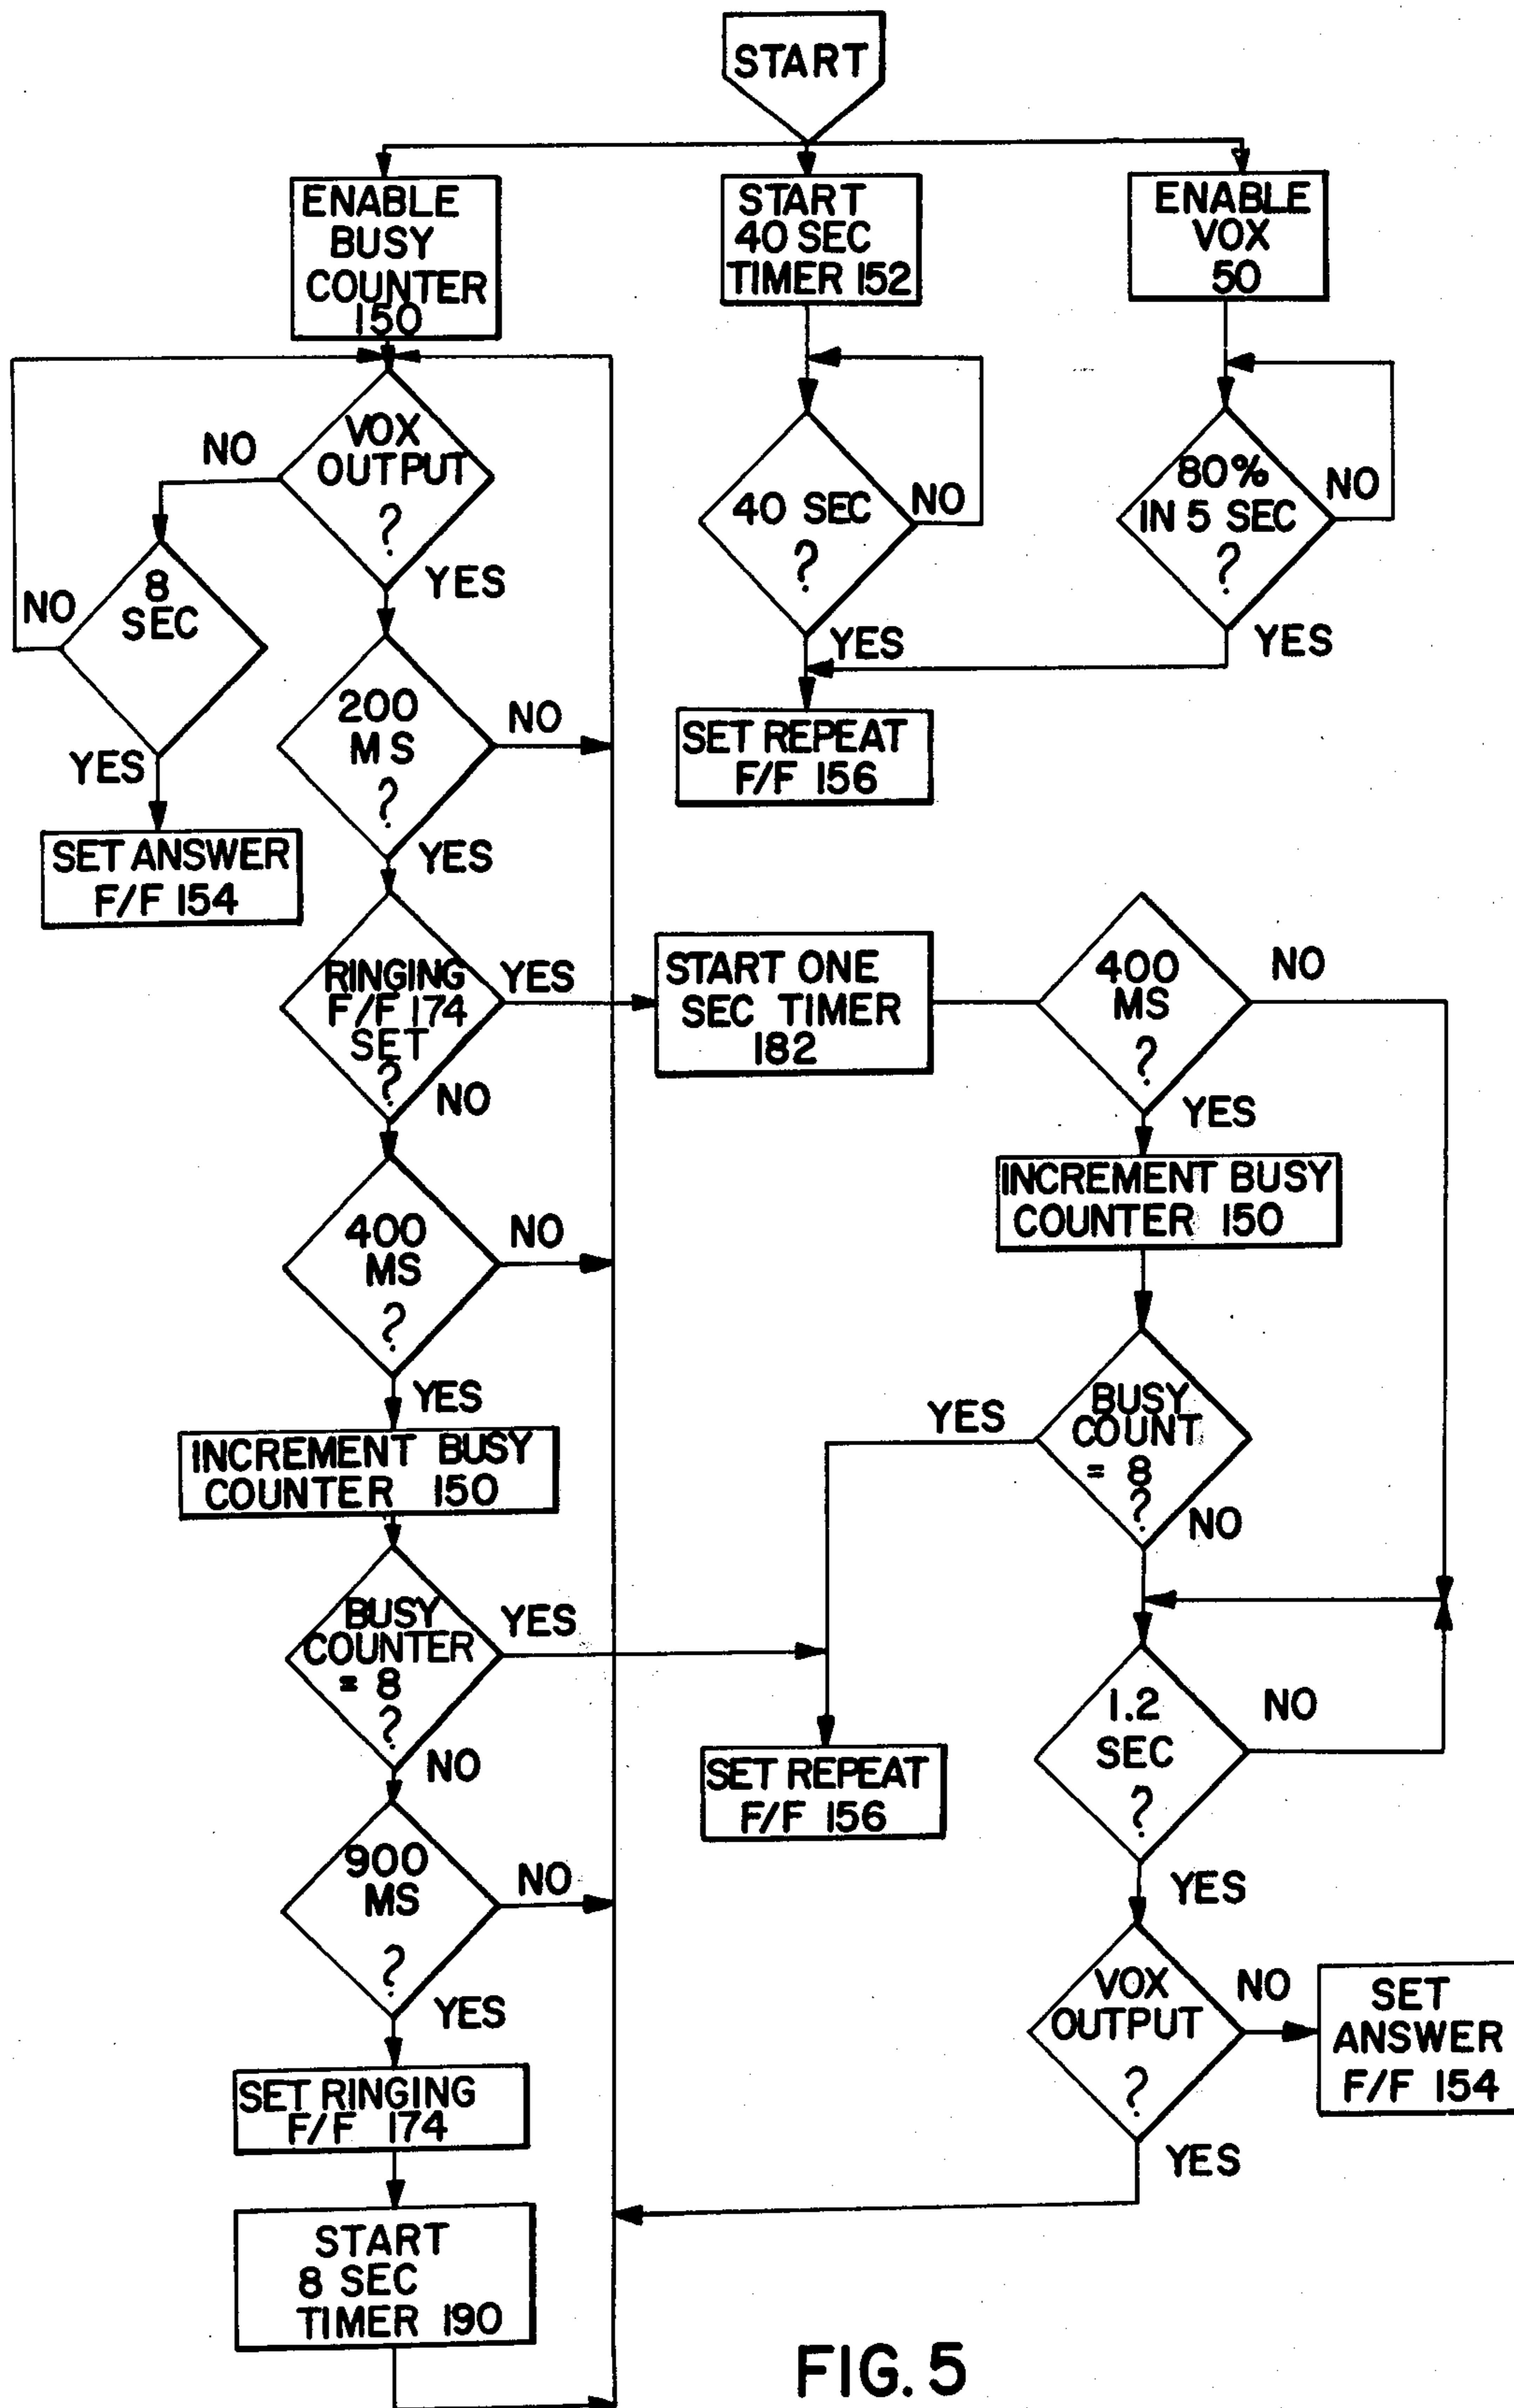 START
ENABLE
BUSY
COUNTER
150
START
40 SEC
TIMER 152
ENABLE
VOX
50
VOX
OUTPUT
?
NO
YES
8
SEC
NO
YES
SET ANSWER
F/F 154
40 SEC
?
NO
YES
80%
IN 5 SEC
?
NO
YES
SET REPEAT
F/F 156
200
MS
?
NO
YES
RINGING
F/F 174
SET
?
YES
NO
START ONE
SEC TIMER
182
400
MS
?
NO
YES
INCREMENT BUSY
COUNTER 150
400
MS
?
NO
YES
INCREMENT BUSY
COUNTER 150
BUSY
COUNT
= 8
?
YES
NO
BUSY
COUNTER
= 8
?
YES
NO
SET REPEAT
F/F 156
1.2
SEC
?
NO
YES
900
MS
?
NO
YES
VOX
OUTPUT
?
NO
YES
SET
ANSWER
F/F 154
SET RINGING
F/F 174
START
8 SEC
TIMER 190
FIG. 5